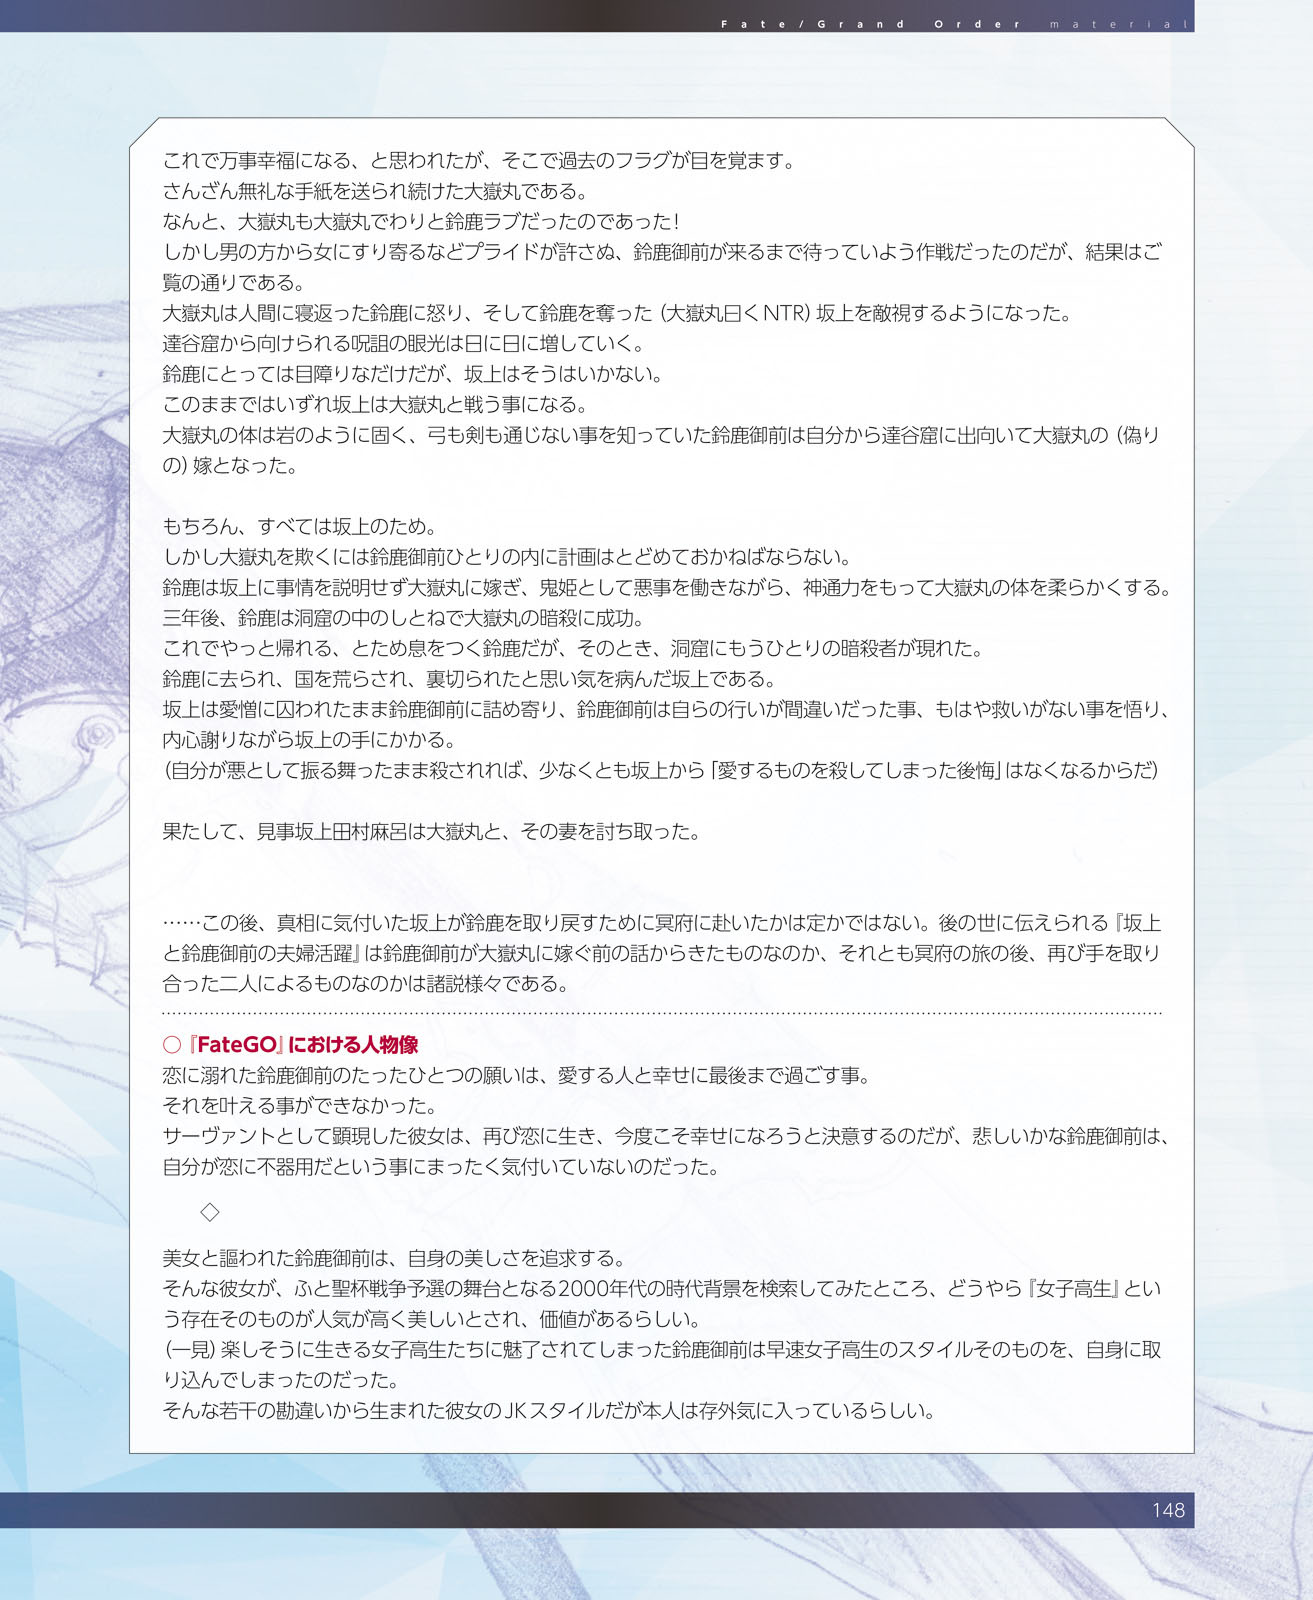 Fate/Grand Order material
これで万事幸福になる、と思われたが、そこで過去のフラグが目を覚ます。
さんざん無礼な手紙を送られ続けた大嶽丸である。
なんと、大嶽丸も大嶽丸でわりと鈴鹿ラブだったのであった!
しかし男の方から女にすり寄るなどプライドが許さぬ、鈴鹿御前が来るまで待っていよう作戦だったのだが、結果はご
覧の通りである。
大嶽丸は人間に寝返った鈴鹿に怒り、そして鈴鹿を奪った(大嶽丸曰くNTR)坂上を敵視するようになった。
達谷窟から向けられる呪詛の眼光は日に日に増していく。
鈴鹿にとっては目障りなだけだが、坂上はそうはいかない。
このままではいずれ坂上は大嶽丸と戦う事になる。
大嶽丸の体は岩のように固く、弓も剣も通じない事を知っていた鈴鹿御前は自分から達谷窟に出向いて大嶽丸の(偽り
の)嫁となった。
もちろん、すべては坂上のため。
しかし大嶽丸を欺くには鈴鹿御前ひとりの内に計画はとどめておかねばならない。
鈴鹿は坂上に事情を説明せず大嶽丸に嫁ぎ、鬼姫として悪事を働きながら、神通力をもって大嶽丸の体を柔らかくする。
三年後、鈴鹿は洞窟の中のしとねで大嶽丸の暗殺に成功。
これでやっと帰れる、とため息をつく鈴鹿だが、そのとき、洞窟にもうひとりの暗殺者が現れた。
鈴鹿に去られ、国を荒らされ、裏切られたと思い気を病んだ坂上である。
坂上は愛憎に囚われたまま鈴鹿御前に詰め寄り、鈴鹿御前は自らの行いが間違いだった事、もはや救いがない事を悟り、
内心謝りながら坂上の手にかかる。
(自分が悪として振る舞ったまま殺されれば、少なくとも坂上から「愛するものを殺してしまった後悔」はなくなるからだ)
果たして、見事坂上田村麻呂は大嶽丸と、その妻を討ち取った。
……この後、真相に気付いた坂上が鈴鹿を取り戻すために冥府に赴いたかは定かではない。後の世に伝えられる『坂上
と鈴鹿御前の夫婦活躍』は鈴鹿御前が大嶽丸に嫁ぐ前の話からきたものなのか、それとも冥府の旅の後、再び手を取り
合った二人によるものなのかは諸説様々である。
○『FateGO』における人物像
恋に溺れた鈴鹿御前のたったひとつの願いは、愛する人と幸せに最後まで過ごす事。
それを叶える事ができなかった。
サーヴァントとして顕現した彼女は、再び恋に生き、今度こそ幸せになろうと決意するのだが、悲しいかな鈴鹿御前は、
自分が恋に不器用だという事にまったく気付いていないのだった。
◇
美女と謳われた鈴鹿御前は、自身の美しさを追求する。
そんな彼女が、ふと聖杯戦争予選の舞台となる2000年代の時代背景を検索してみたところ、どうやら『女子高生』とい
う存在そのものが人気が高く美しいとされ、価値があるらしい。
(一見)楽しそうに生きる女子高生たちに魅了されてしまった鈴鹿御前は早速女子高生のスタイルそのものを、自身に取
り込んでしまったのだった。
そんな若干の勘違いから生まれた彼女のJKスタイルだが本人は存外気に入っているらしい。
148